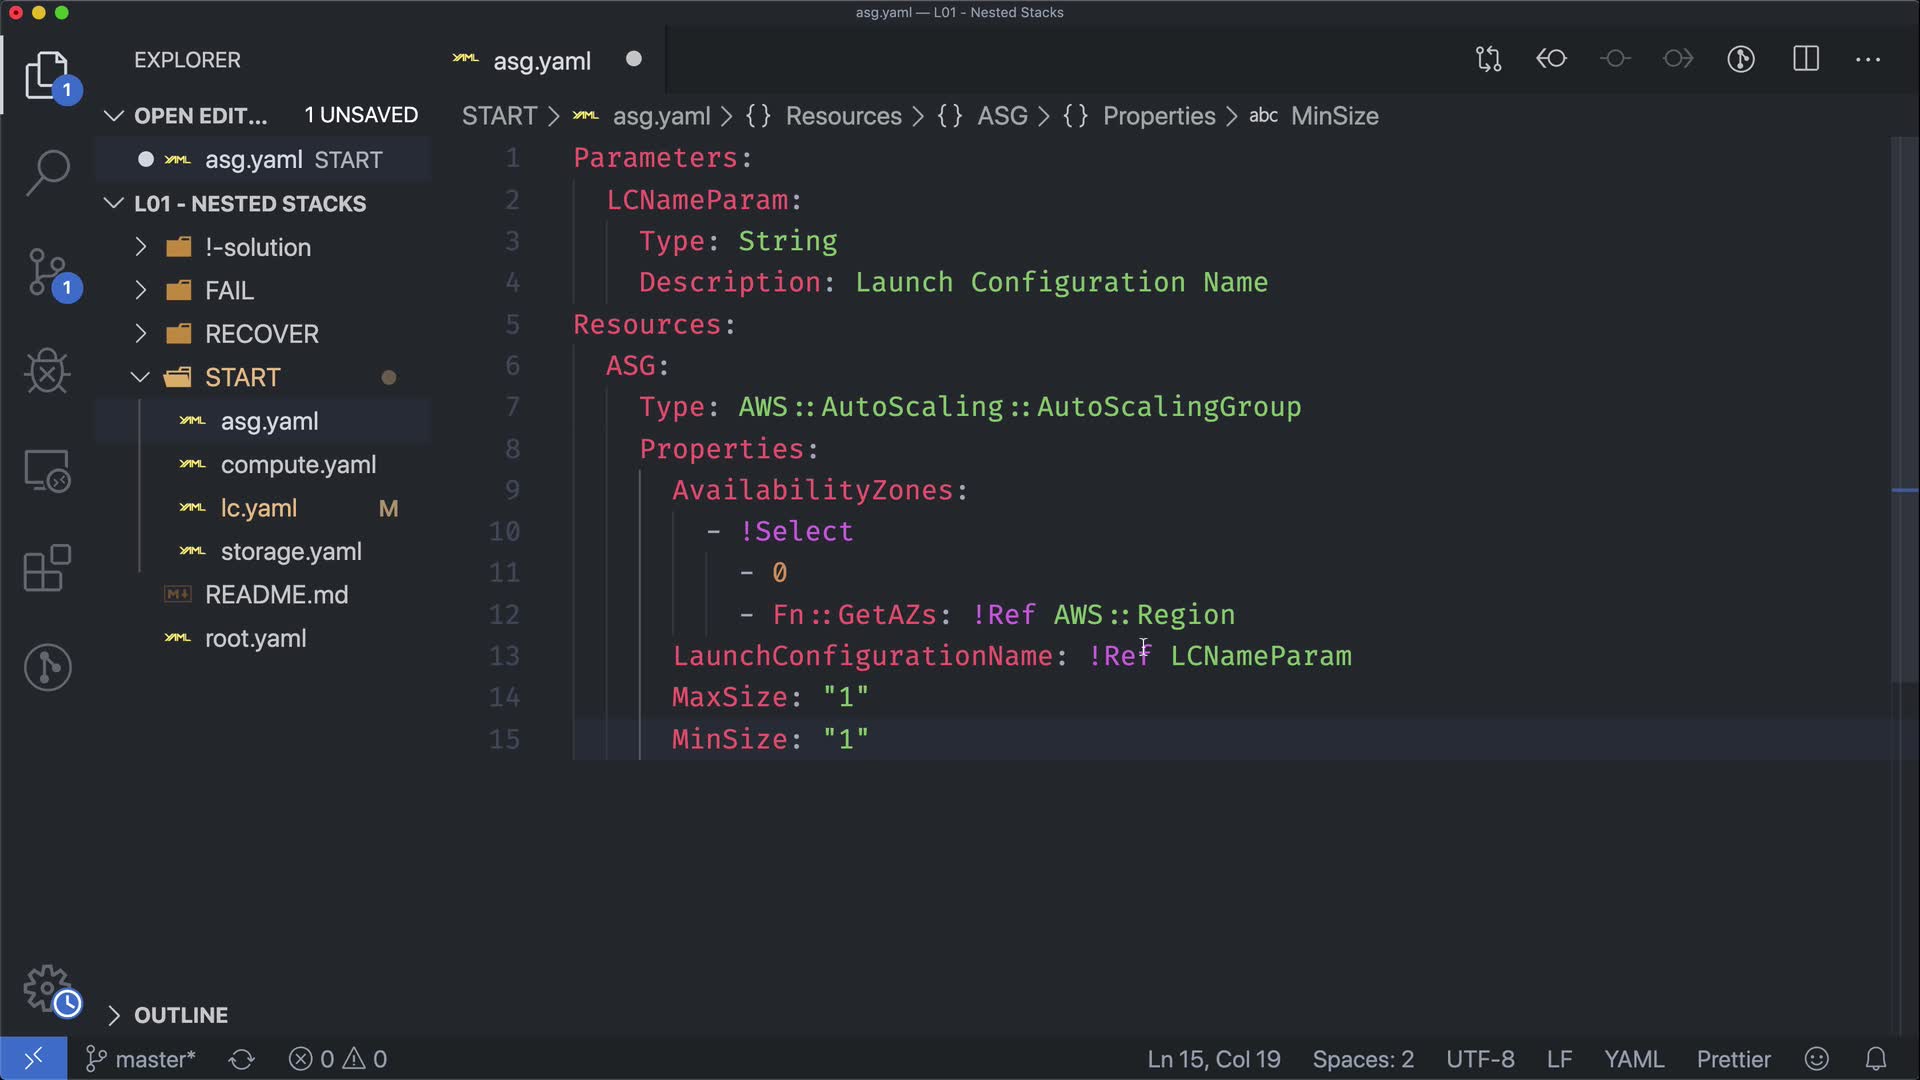 asg.yaml — L01 - Nested Stacks
EXPLORER
asg.yaml
1
OPEN EDIT... 1 UNSAVED
START > asg.yaml > {} Resources > {} ASG > {} Properties > abc MinSize
asg.yaml START
L01 - NESTED STACKS
!-solution
FAIL
1
RECOVER
START
asg.yaml
compute.yaml
lc.yaml M
storage.yaml
README.md
root.yaml
1 Parameters:
2 LCNameParam:
3 Type: String
4 Description: Launch Configuration Name
5 Resources:
6 ASG:
7 Type: AWS::AutoScaling::AutoScalingGroup
8 Properties:
9 AvailabilityZones:
10 - !Select
11 - 0
12 - Fn::GetAZs: !Ref AWS::Region
13 LaunchConfigurationName: !Ref LCNameParam
14 MaxSize: "1"
15 MinSize: "1"
OUTLINE
master* 0 0 Ln 15, Col 19 Spaces: 2 UTF-8 LF YAML Prettier